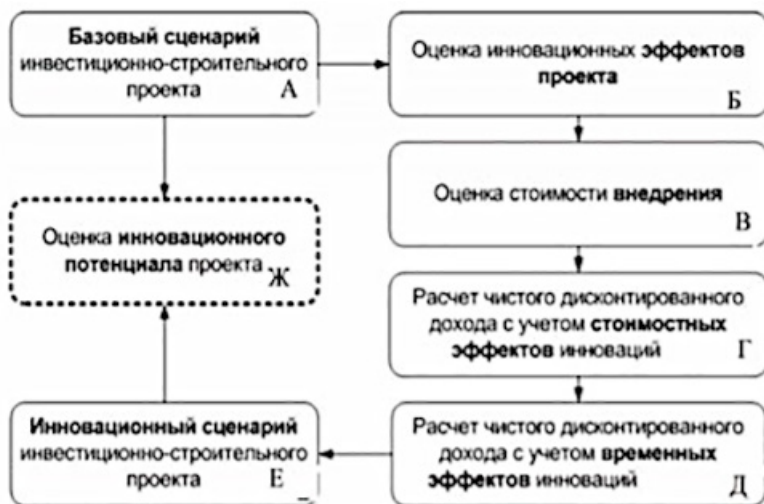 Базовый сценарий
инвестиционно-строительного
проекта А
Оценка инновационных эффектов
проекта
Б
Оценка стоимости внедрения
В
Оценка инновационного
потенциала проекта Ж
Расчет чистого дисконтированного
дохода с учетом стоимостных
эффектов инноваций Г
Инновационный сценарий
инвестиционно-строительного
проекта Е
Расчет чистого дисконтированного
дохода с учетом временных
эффектов инноваций Д